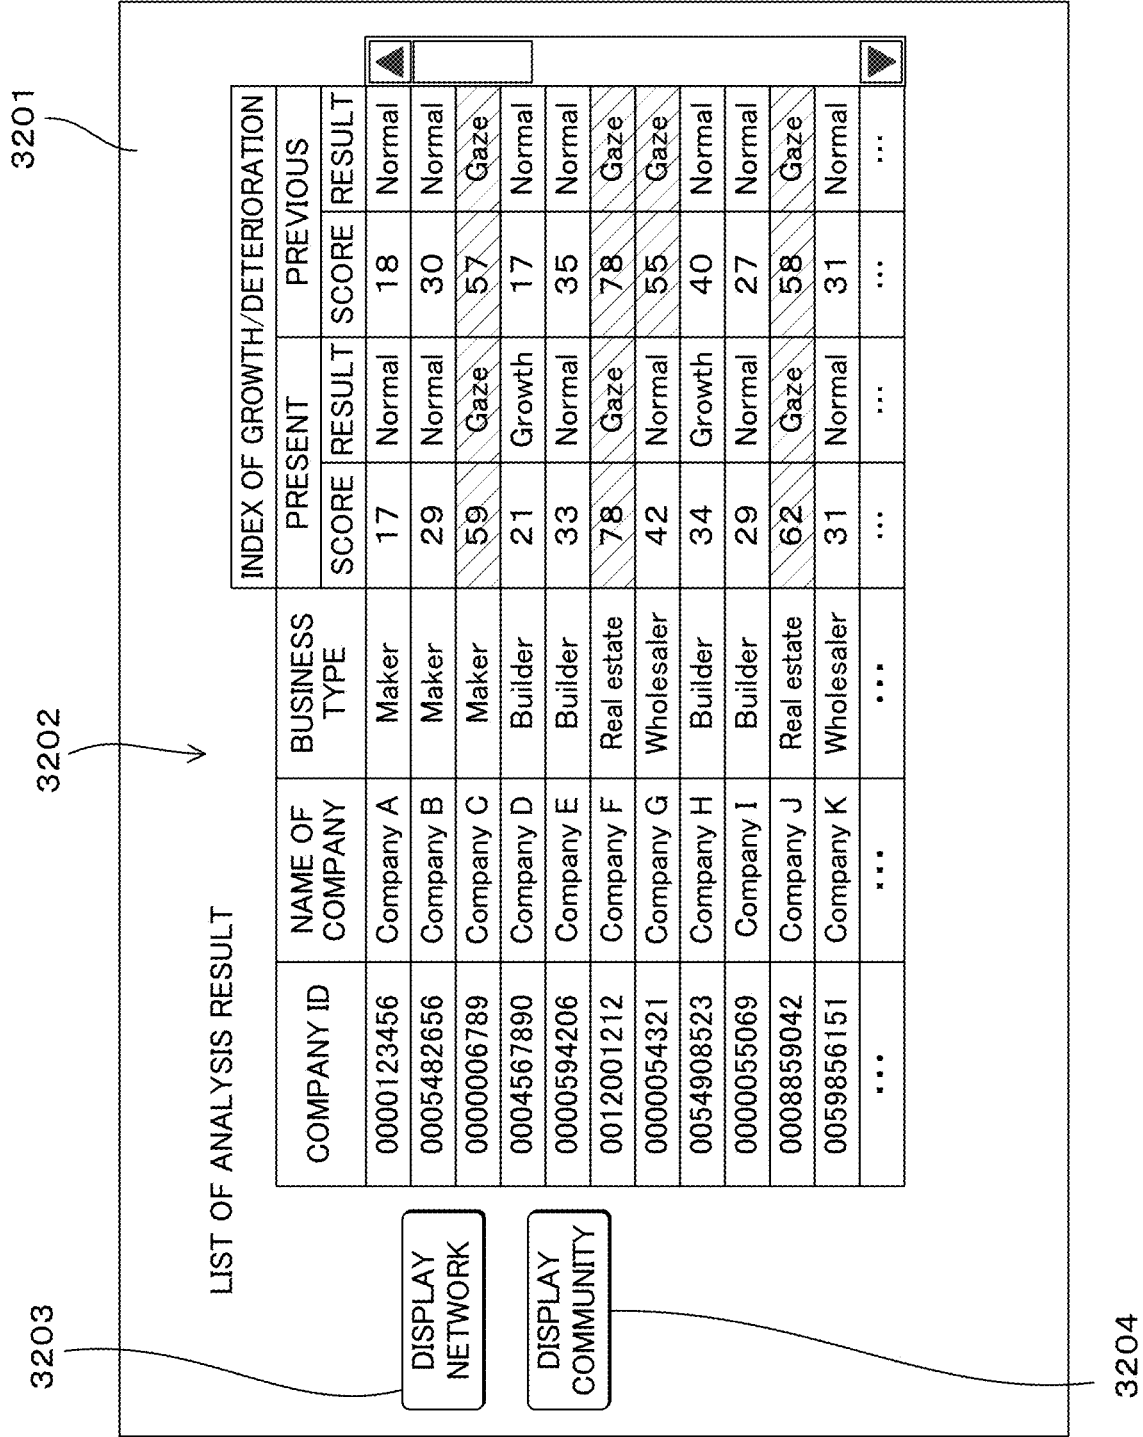 3201
3202
3203
3204
LIST OF ANALYSIS RESULT
DISPLAY
NETWORK
DISPLAY
COMMUNITY
INDEX OF GROWTH/DETERIORATION
PRESENT PREVIOUS
COMPANY ID NAME OF COMPANY BUSINESS TYPE SCORE RESULT SCORE RESULT
0000123456 Company A Maker 17 Normal 18 Normal
0005482656 Company B Maker 29 Normal 30 Normal
0000006789 Company C Maker 59 Gaze 57 Gaze
0004567890 Company D Builder 21 Growth 17 Normal
0000594206 Company E Builder 33 Normal 35 Normal
0012001212 Company F Real estate 78 Gaze 78 Gaze
0000054321 Company G Wholesaler 42 Normal 55 Gaze
0054908523 Company H Builder 34 Growth 40 Normal
0000055069 Company I Builder 29 Normal 27 Normal
0008859042 Company J Real estate 62 Gaze 58 Gaze
0059856151 Company K Wholesaler 31 Normal 31 Normal
... ... ... ... ... ... ...